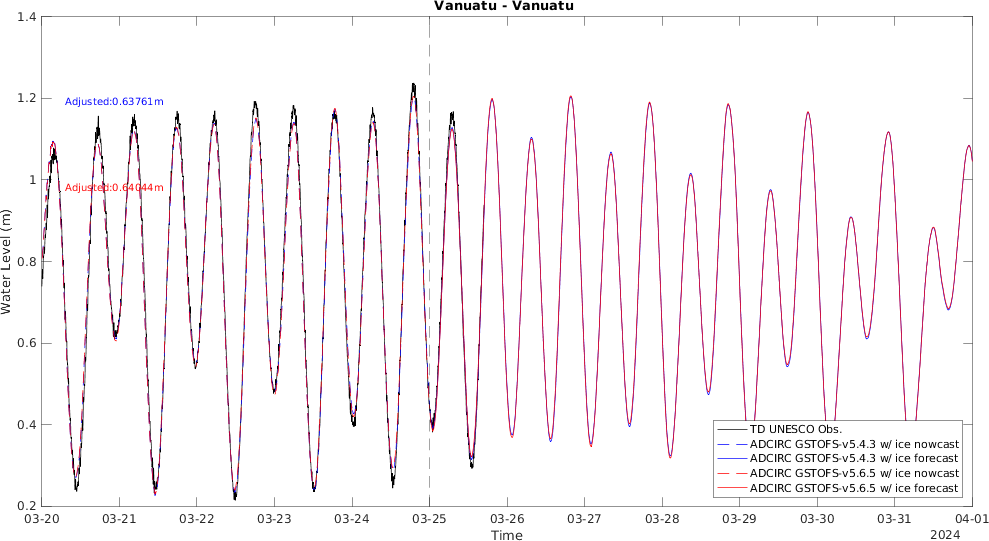 Vanuatu - Vanuatu
1.4
1.2
1
0.8
0.6
0.4
0.2
Water Level (m)
Adjusted:0.63761m
Adjusted:0.64044m
TD UNESCO Obs.
ADCIRC GSTOFS-v5.4.3 w/ ice nowcast
ADCIRC GSTOFS-v5.4.3 w/ ice forecast
ADCIRC GSTOFS-v5.6.5 w/ ice nowcast
ADCIRC GSTOFS-v5.6.5 w/ ice forecast
03-20 03-21 03-22 03-23 03-24 03-25 03-26 03-27 03-28 03-29 03-30 03-31 04-01
Time
2024